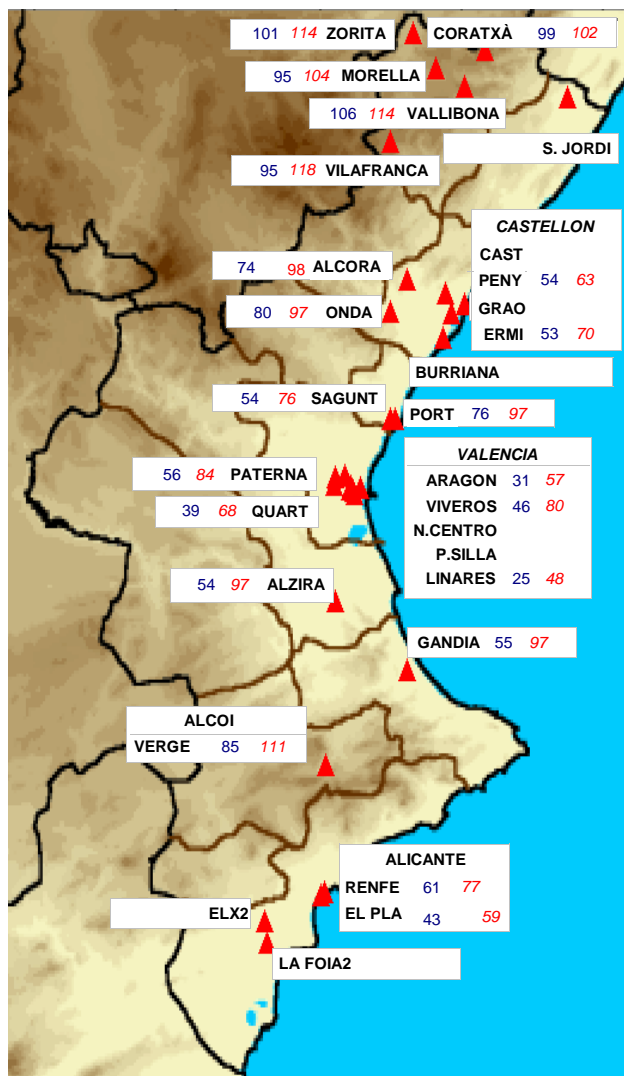 101 114 ZORITA
CORATXÀ 99 102
95 104 MORELLA
106 114 VALLIBONA
S. JORDI
95 118 VILAFRANCA
CASTELLON
CAST
PENY 54 63
GRAO
ERMI 53 70
74 98 ALCORA
80 97 ONDA
BURRIANA
54 76 SAGUNT
PORT 76 97
VALENCIA
ARAGON 31 57
VIVEROS 46 80
N.CENTRO
P.SILLA
LINARES 25 48
56 84 PATERNA
39 68 QUART
54 97 ALZIRA
GANDIA 55 97
ALCOI
VERGE 85 111
ALICANTE
RENFE 61 77
EL PLA 43 59
ELX2
LA FOIA2